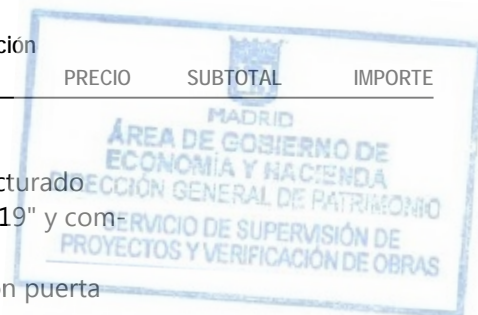 ción
PRECIO SUBTOTAL IMPORTE
MADRID
ÁREA DE GOBIERNO DE
ECONOMÍA Y HACIENDA
cturado
DIRECCIÓN GENERAL DE PATRIMONIO
19" y com-
SERVICIO DE SUPERVISIÓN DE
PROYECTOS Y VERIFICACIÓN DE OBRAS
n puerta